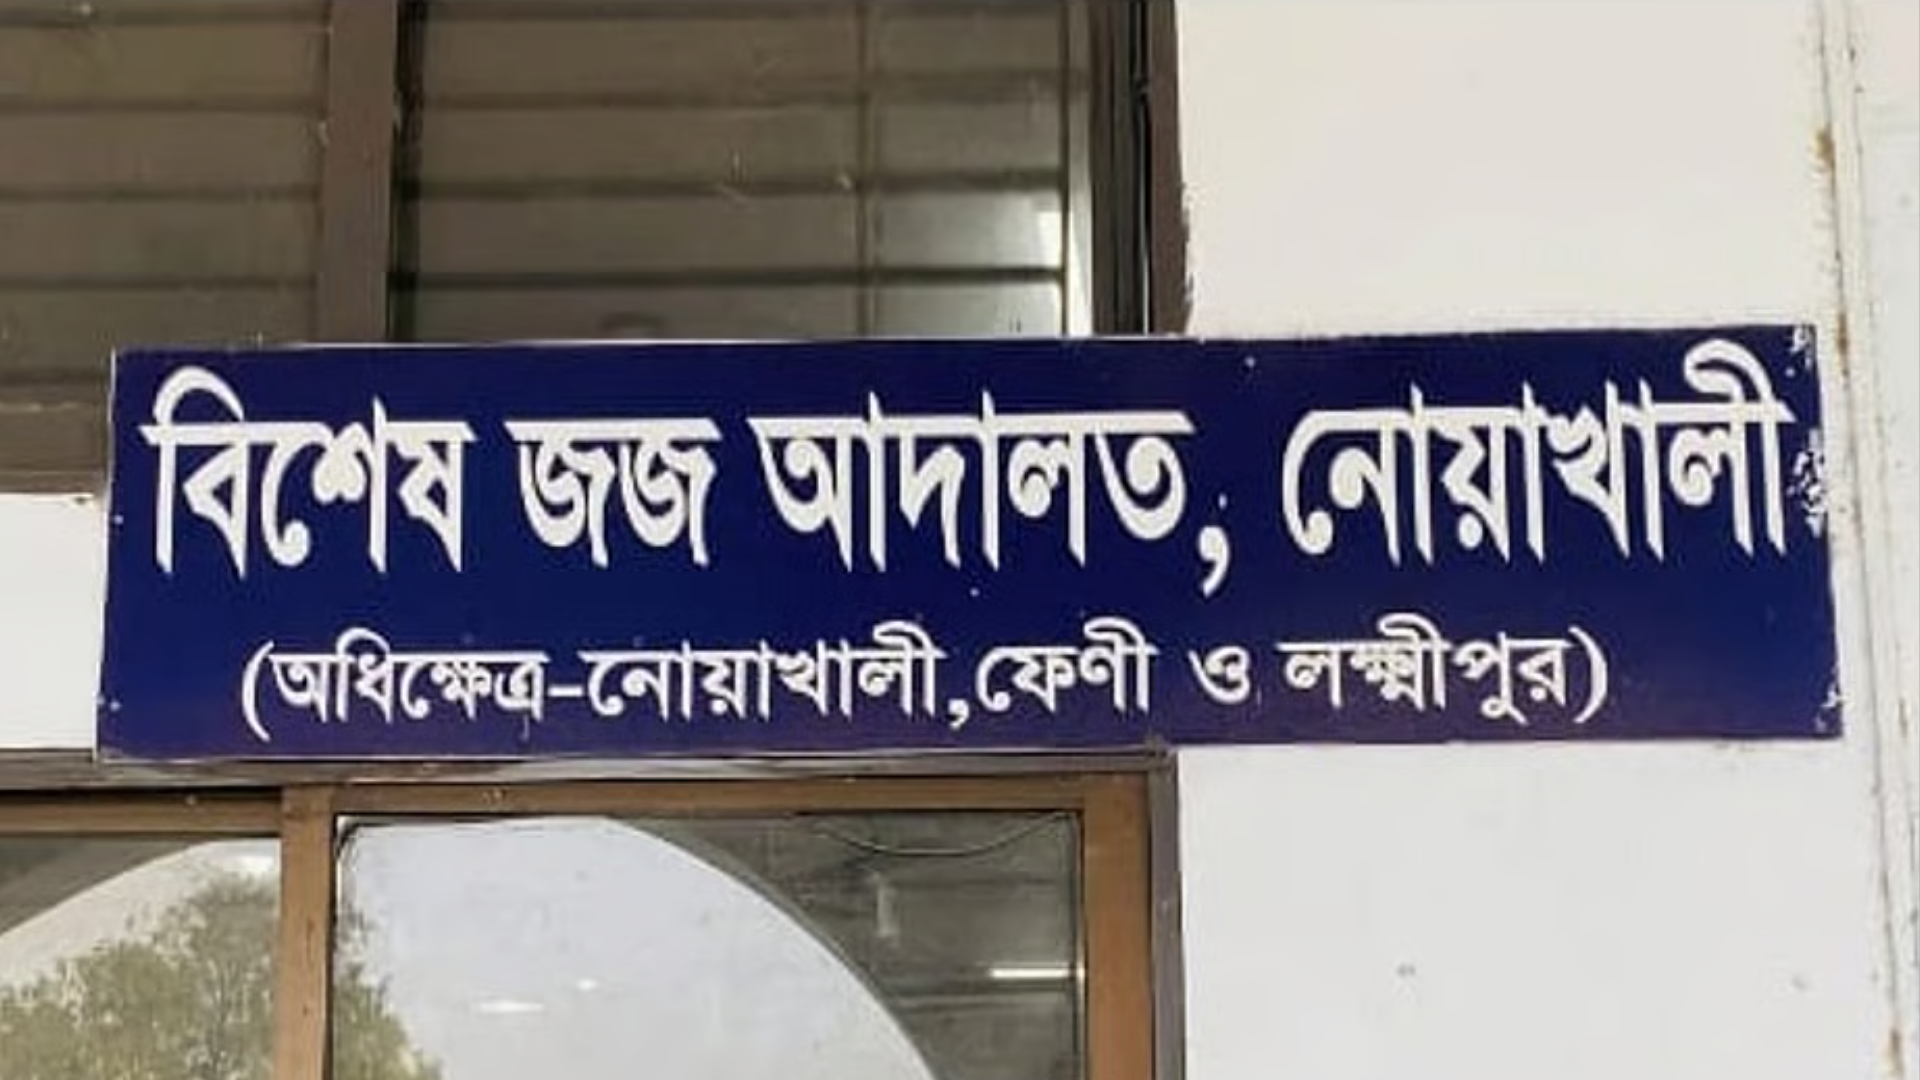 বিশেষ জজ আদালত, নোয়াখালী
(অধিক্ষেত্র-নোয়াখালী,ফেণী ও লক্ষ্মীপুর)